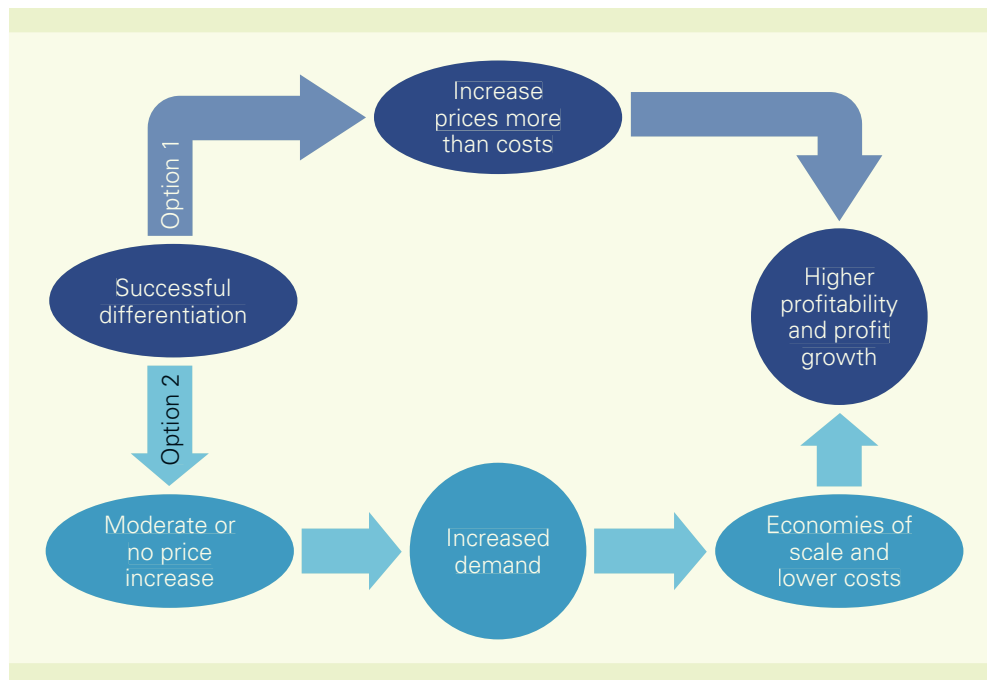 Increase
prices more
than costs
Option 1
Successful
differentiation
Higher
profitability
and profit
growth
Option 2
Moderate or
no price
increase
Increased
demand
Economies of
scale and
lower costs